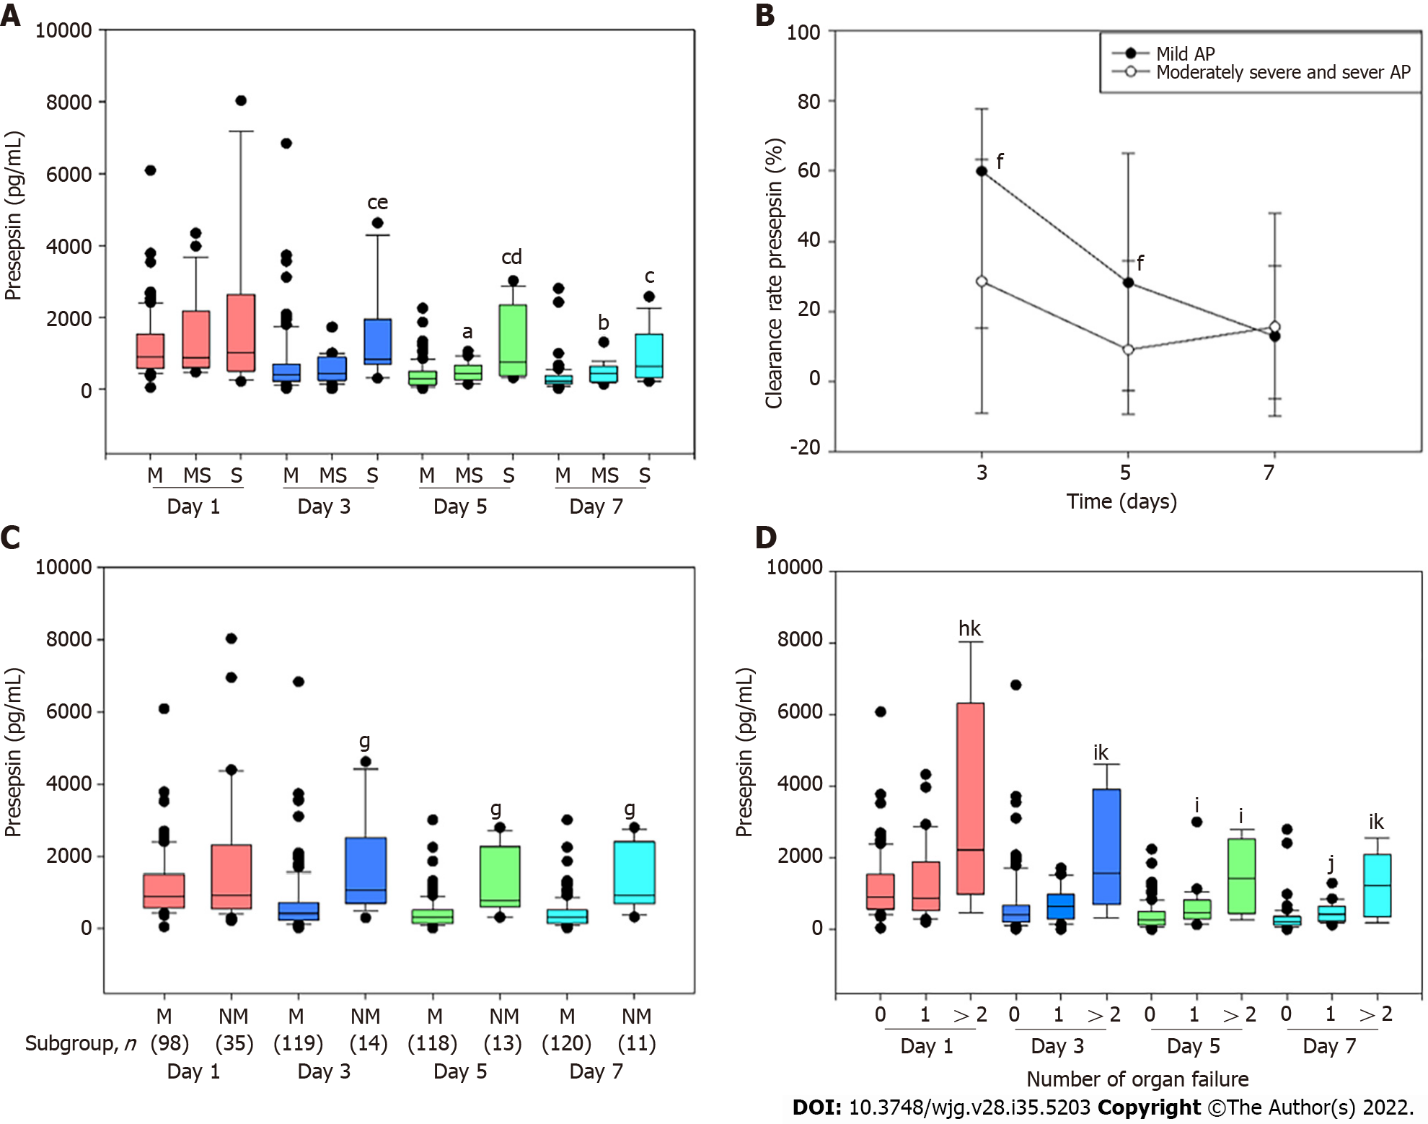 A
10000
8000
6000
4000
2000
0
Presepsin (pg/mL)
ce
a
cd
b
c
M MS S M MS S M MS S M MS S
Day 1 Day 3 Day 5 Day 7
B
100
80
60
40
20
0
-20
Clearance rate presepsin (%)
Mild AP
Moderately severe and sever AP
f
f
3 5 7
Time (days)
C
10000
8000
6000
4000
2000
0
Presepsin (pg/mL)
g
g
g
M NM M NM M NM M NM
Subgroup, n (98) (35) (119) (14) (118) (13) (120) (11)
Day 1 Day 3 Day 5 Day 7
D
10000
8000
6000
4000
2000
0
Presepsin (pg/mL)
hk
ik
i
i
j
ik
0 1 >2 0 1 >2 0 1 >2 0 1 >2
Day 1 Day 3 Day 5 Day 7
Number of organ failure
DOI: 10.3748/wjg.v28.i35.5203 Copyright ©The Author(s) 2022.